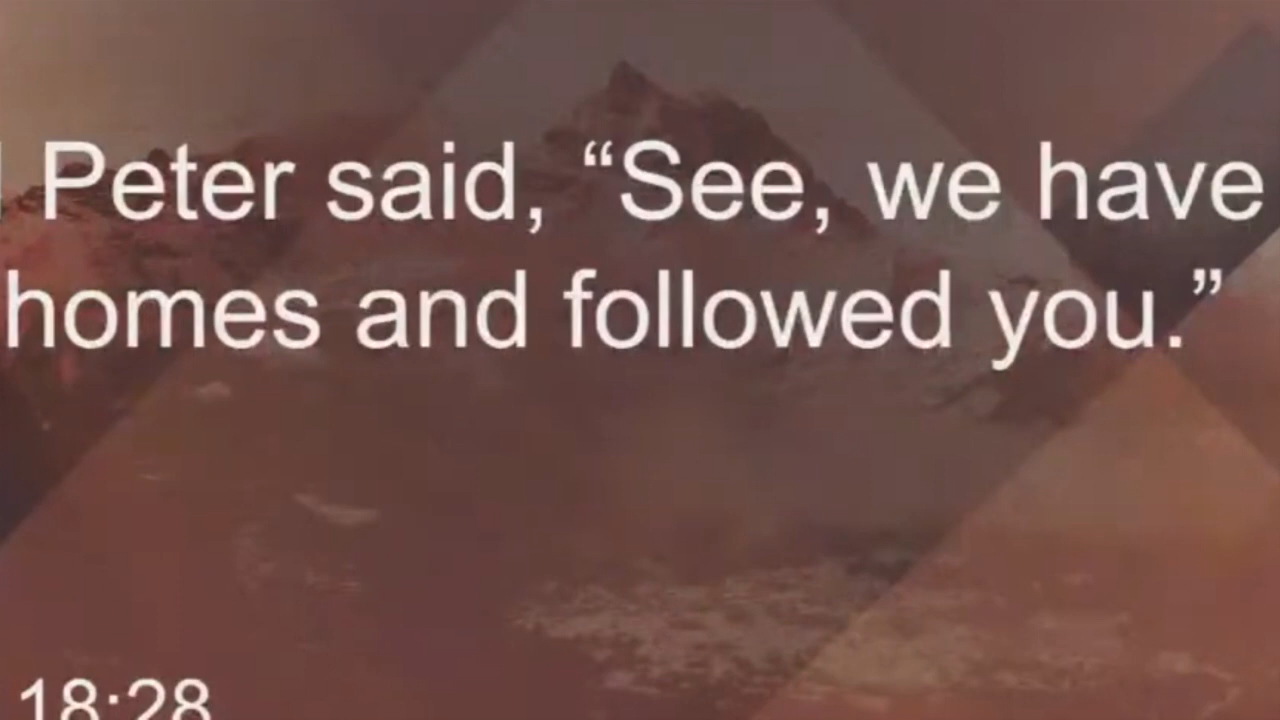 Peter said, “See, we have
homes and followed you.”
18:28